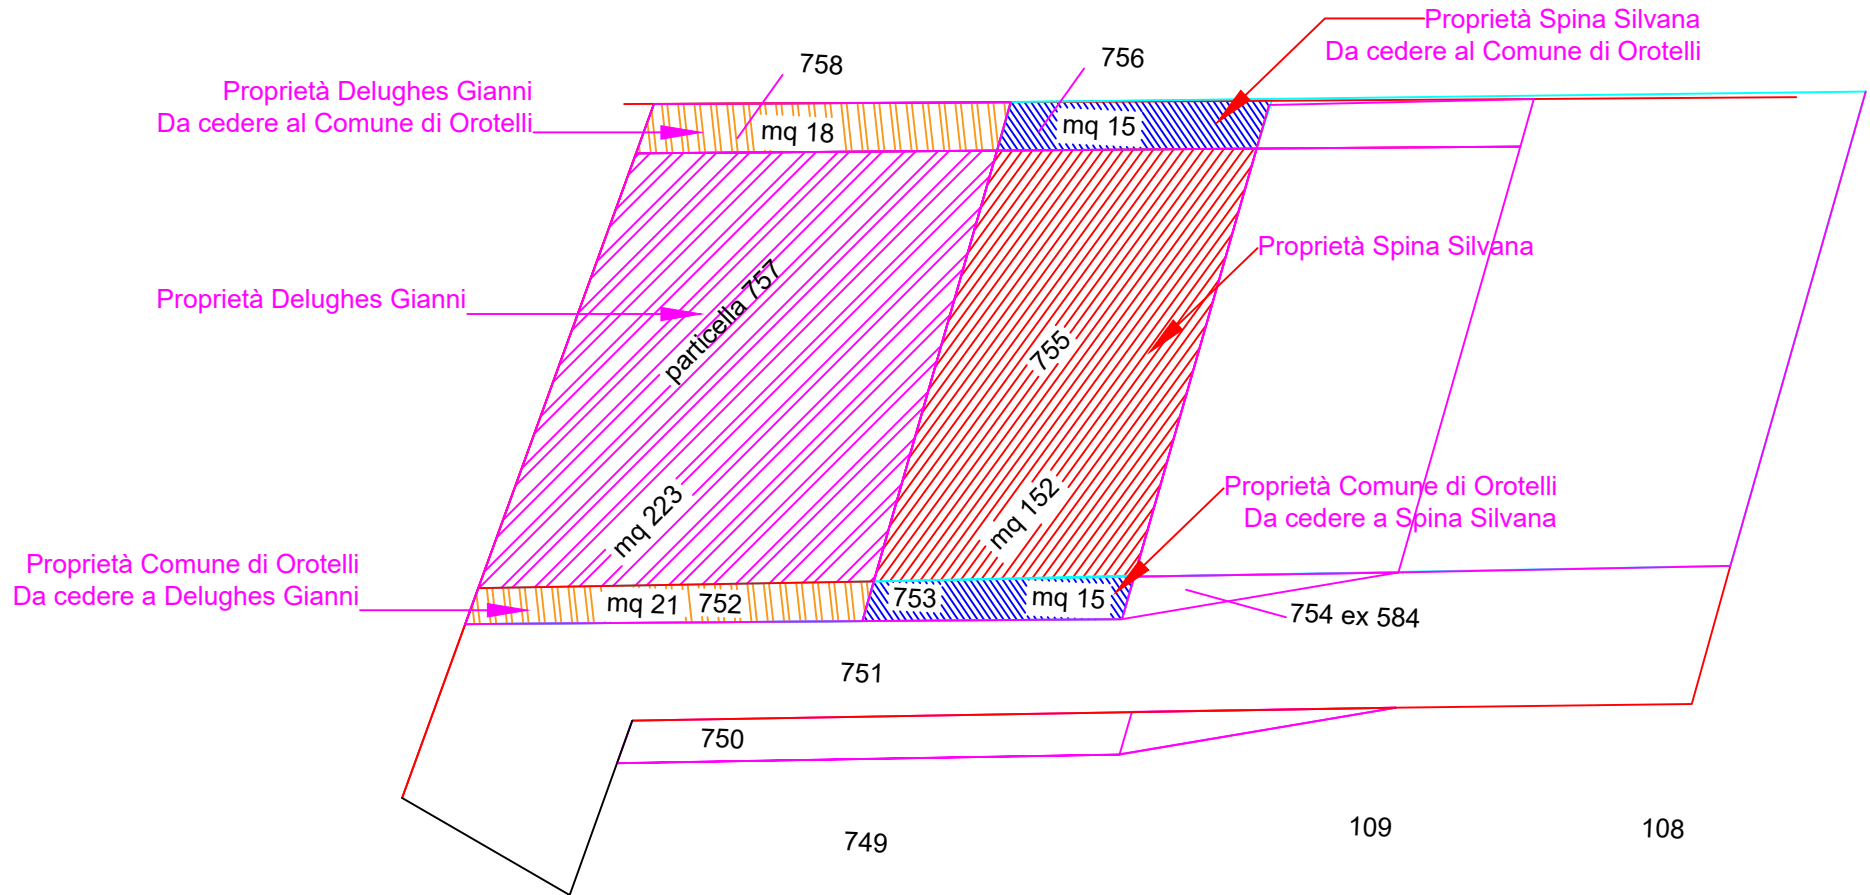 Proprietà Spina Silvana
Da cedere al Comune di Orotelli
758
756
Proprietà Delughes Gianni
Da cedere al Comune di Orotelli
mq 18
mq 15
Proprietà Spina Silvana
Proprietà Delughes Gianni
particella 757
755
mq 223
mq 152
Proprietà Comune di Orotelli
Da cedere a Spina Silvana
Proprietà Comune di Orotelli
Da cedere a Delughes Gianni
mq 21 752
753
mq 15
754 ex 584
751
750
749
109
108